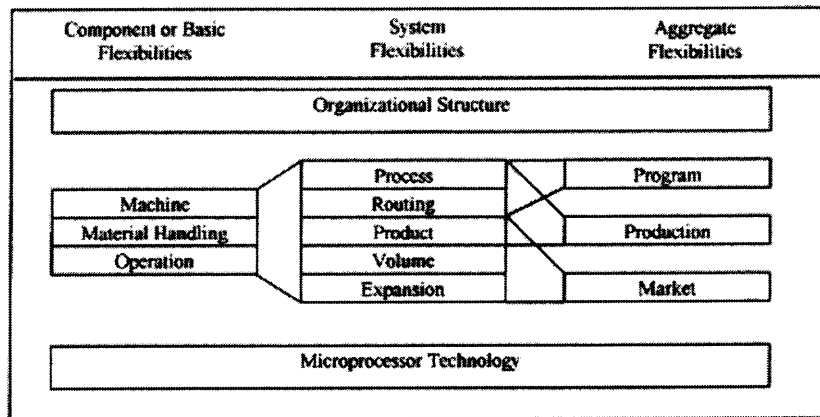 Component or Basic
Flexibilities
System
Flexibilities
Aggregate
Flexibilities
Organizational Structure
Machine
Material Handling
Operation
Process
Routing
Product
Volume
Expansion
Program
Production
Market
Microprocessor Technology